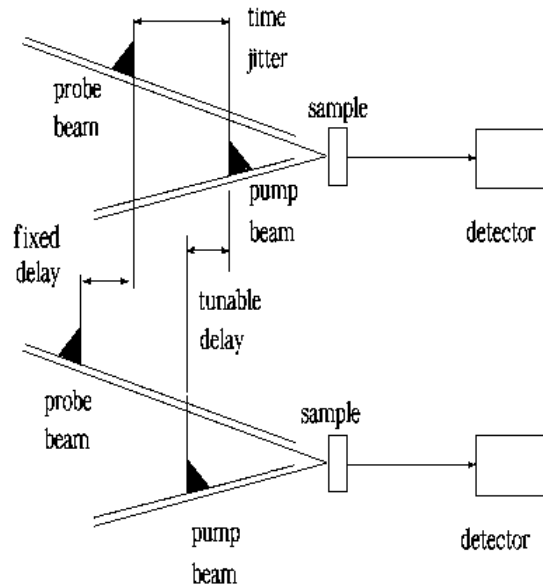 time
jitter
probe
beam
sample
pump
beam
detector
fixed
delay
tunable
delay
probe
beam
sample
pump
beam
detector